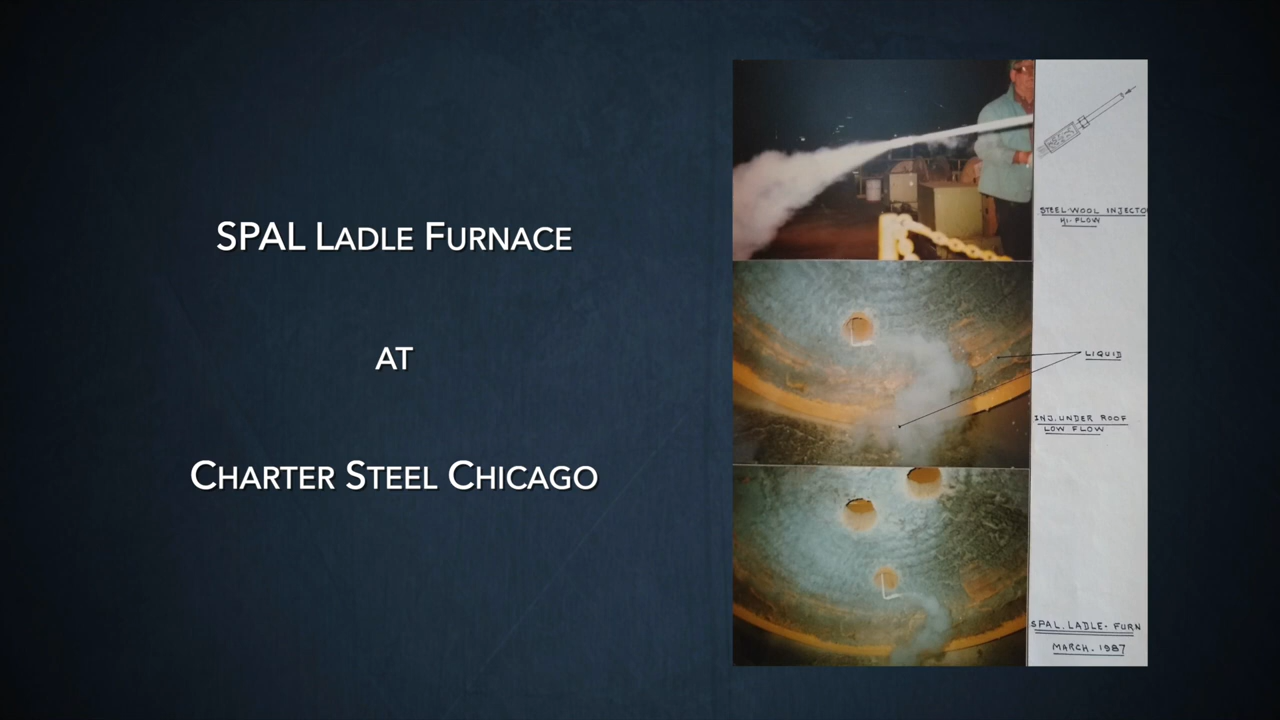 SPAL LADLE FURNACE
AT
CHARTER STEEL CHICAGO
STEEL-WOOL INJECTO
HI-FLOW
LIQUID
INJ. UNDER ROOF
LOW FLOW
SPAL. LADLE- FURN
MARCH. 1987